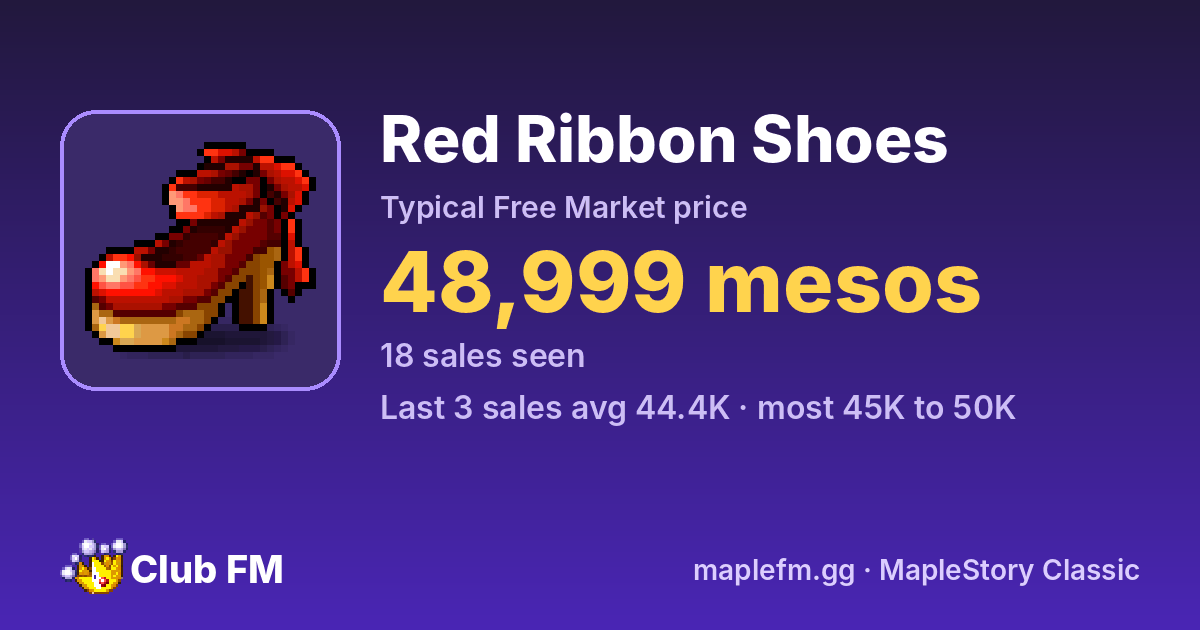 Red Ribbon Shoes
Typical Free Market price
48,999 mesos
18 sales seen
Last 3 sales avg 44.4K · most 45K to 50K
Club FM
maplefm.gg · MapleStory Classic